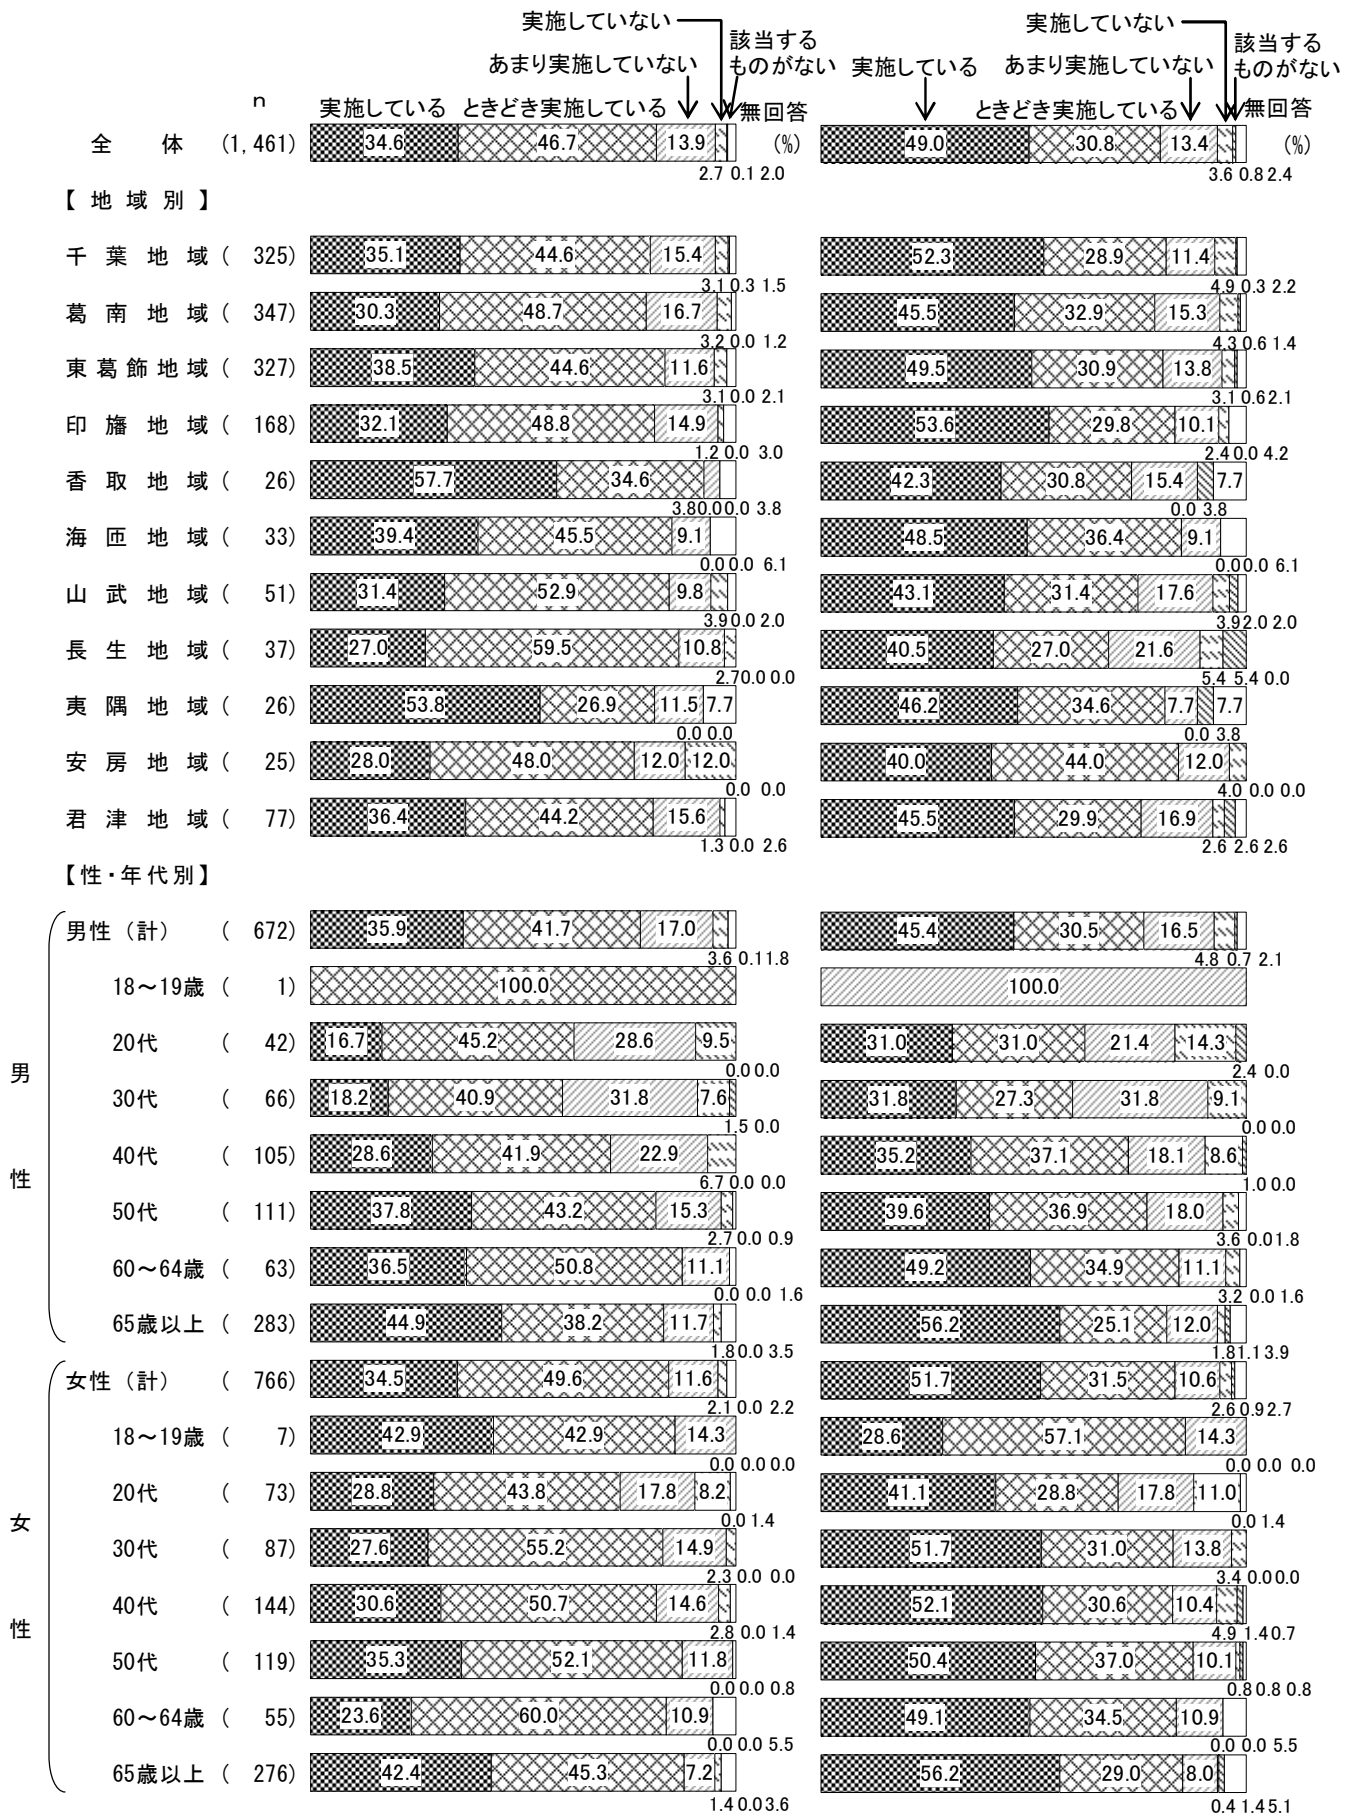 実施していない 実施していない
該当する 該当する
あまり実施していない ものがない 実施している あまり実施していない ものがない
n 実施している ときどき実施している 無回答 ときどき実施している 無回答
全 体 (1,461) 34.6 46.7 13.9 (%) 49.0 30.8 13.4 (%)
2.7 0.1 2.0 3.6 0.8 2.4
【 地 域 別 】
千 葉 地 域 ( 325) 35.1 44.6 15.4 52.3 28.9 11.4
3.1 0.3 1.5 4.9 0.3 2.2
葛 南 地 域 ( 347) 30.3 48.7 16.7 45.5 32.9 15.3
3.2 0.0 1.2 4.3 0.6 1.4
東 葛 飾 地 域 ( 327) 38.5 44.6 11.6 49.5 30.9 13.8
3.1 0.0 2.1 3.1 0.6 2.1
印 旛 地 域 ( 168) 32.1 48.8 14.9 53.6 29.8 10.1
1.2 0.0 3.0 2.4 0.0 4.2
香 取 地 域 ( 26) 57.7 34.6 42.3 30.8 15.4 7.7
3.8 0.0 0.0 3.8 0.0 3.8
海 匝 地 域 ( 33) 39.4 45.5 9.1 48.5 36.4 9.1
0.0 0.0 6.1 0.0 0.0 6.1
山 武 地 域 ( 51) 31.4 52.9 9.8 43.1 31.4 17.6
3.9 0.0 2.0 3.9 2.0 2.0
長 生 地 域 ( 37) 27.0 59.5 10.8 40.5 27.0 21.6
2.7 0.0 0.0 5.4 5.4 0.0
夷 隅 地 域 ( 26) 53.8 26.9 11.5 7.7 46.2 34.6 7.7 7.7
0.0 0.0 0.0 3.8
安 房 地 域 ( 25) 28.0 48.0 12.0 12.0 40.0 44.0 12.0
0.0 0.0 4.0 0.0 0.0
君 津 地 域 ( 77) 36.4 44.2 15.6 45.5 29.9 16.9
1.3 0.0 2.6 2.6 2.6 2.6
【性・年代別】
男性（計） ( 672) 35.9 41.7 17.0 45.4 30.5 16.5
3.6 0.1 1.8 4.8 0.7 2.1
18～19歳 ( 1) 100.0 100.0
20代 ( 42) 16.7 45.2 28.6 9.5 31.0 31.0 21.4 14.3
0.0 0.0 2.4 0.0
男
30代 ( 66) 18.2 40.9 31.8 7.6 31.8 27.3 31.8 9.1
1.5 0.0 0.0 0.0
40代 ( 105) 28.6 41.9 22.9 35.2 37.1 18.1 8.6
性
6.7 0.0 0.0 1.0 0.0
50代 ( 111) 37.8 43.2 15.3 39.6 36.9 18.0
2.7 0.0 0.9 3.6 0.0 1.8
60～64歳 ( 63) 36.5 50.8 11.1 49.2 34.9 11.1
0.0 0.0 1.6 3.2 0.0 1.6
65歳以上 ( 283) 44.9 38.2 11.7 56.2 25.1 12.0
1.8 0.0 3.5 1.8 1.1 3.9
女性（計） ( 766) 34.5 49.6 11.6 51.7 31.5 10.6
2.1 0.0 2.2 2.6 0.9 2.7
18～19歳 ( 7) 42.9 42.9 14.3 28.6 57.1 14.3
0.0 0.0 0.0 0.0 0.0 0.0
20代 ( 73) 28.8 43.8 17.8 8.2 41.1 28.8 17.8 11.0
0.0 1.4 0.0 1.4
女
30代 ( 87) 27.6 55.2 14.9 51.7 31.0 13.8
2.3 0.0 0.0 3.4 0.0 0.0
40代 ( 144) 30.6 50.7 14.6 52.1 30.6 10.4
性
2.8 0.0 1.4 4.9 1.4 0.7
50代 ( 119) 35.3 52.1 11.8 50.4 37.0 10.1
0.0 0.0 0.8 0.8 0.8 0.8
60～64歳 ( 55) 23.6 60.0 10.9 49.1 34.5 10.9
0.0 0.0 5.5 0.0 0.0 5.5
65歳以上 ( 276) 42.4 45.3 7.2 56.2 29.0 8.0
1.4 0.0 3.6 0.4 1.4 5.1